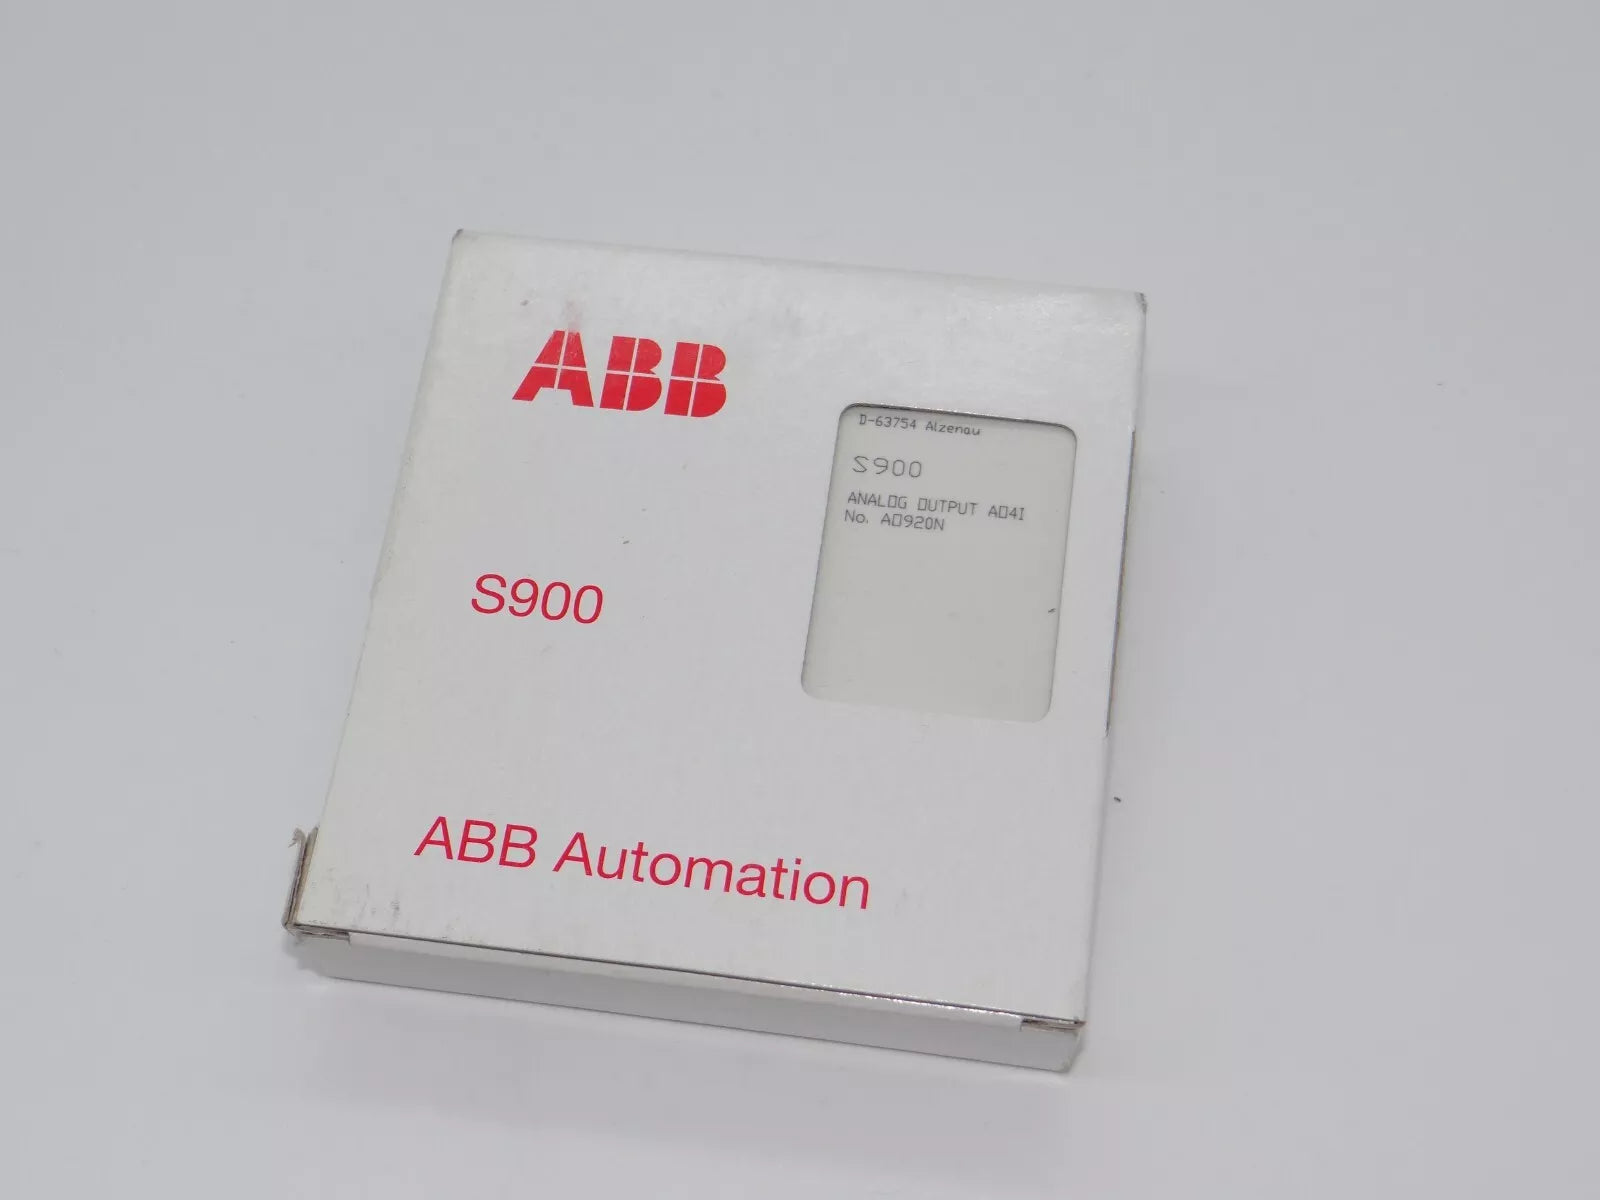 ABB
D-63754 Alzenau
S900
ANALOG OUTPUT AO4I
No. AO920N
S900
ABB Automation